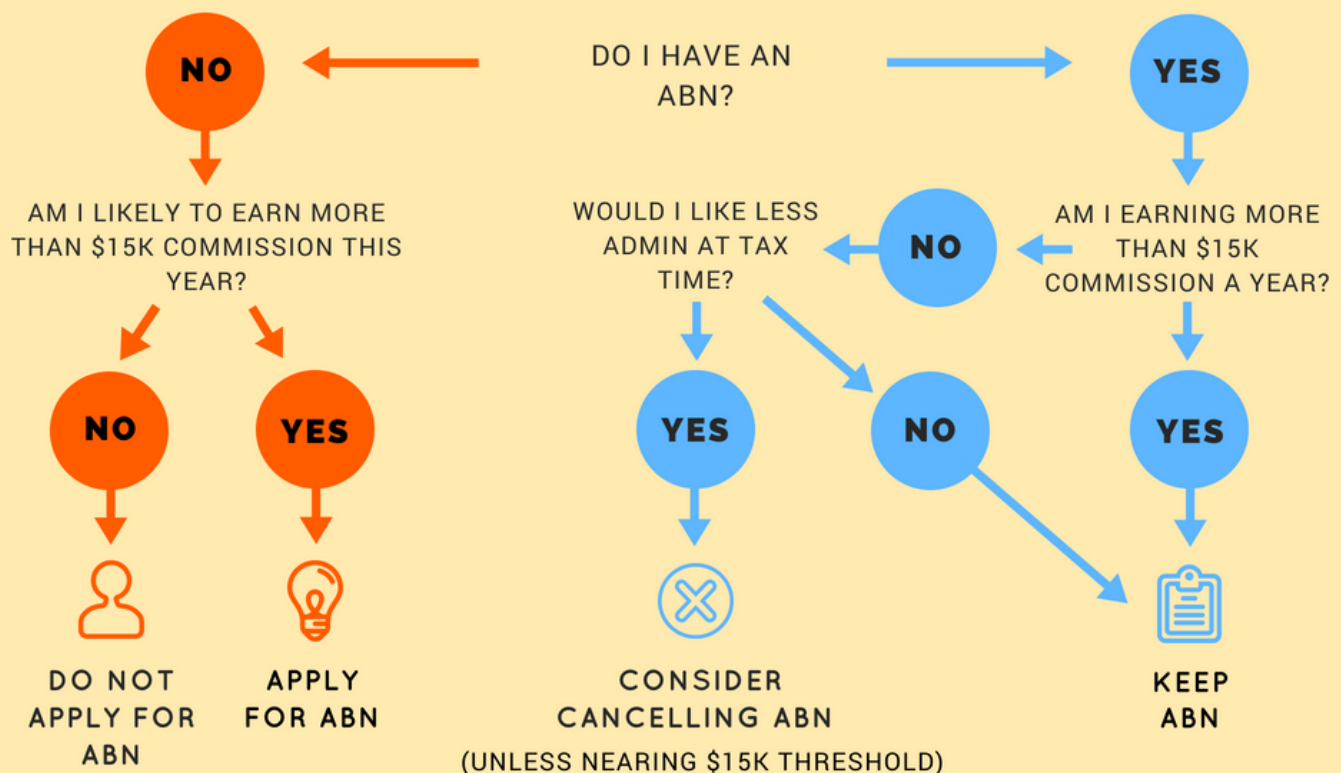 DO I HAVE AN
ABN?
NO
YES
AM I LIKELY TO EARN MORE
THAN $15K COMMISSION THIS
YEAR?
WOULD I LIKE LESS
ADMIN AT TAX
TIME?
NO
AM I EARNING MORE
THAN $15K
COMMISSION A YEAR?
NO
YES
YES
NO
YES
DO NOT
APPLY FOR
ABN
APPLY
FOR ABN
CONSIDER
CANCELLING ABN
(UNLESS NEARING $15K THRESHOLD)
KEEP
ABN